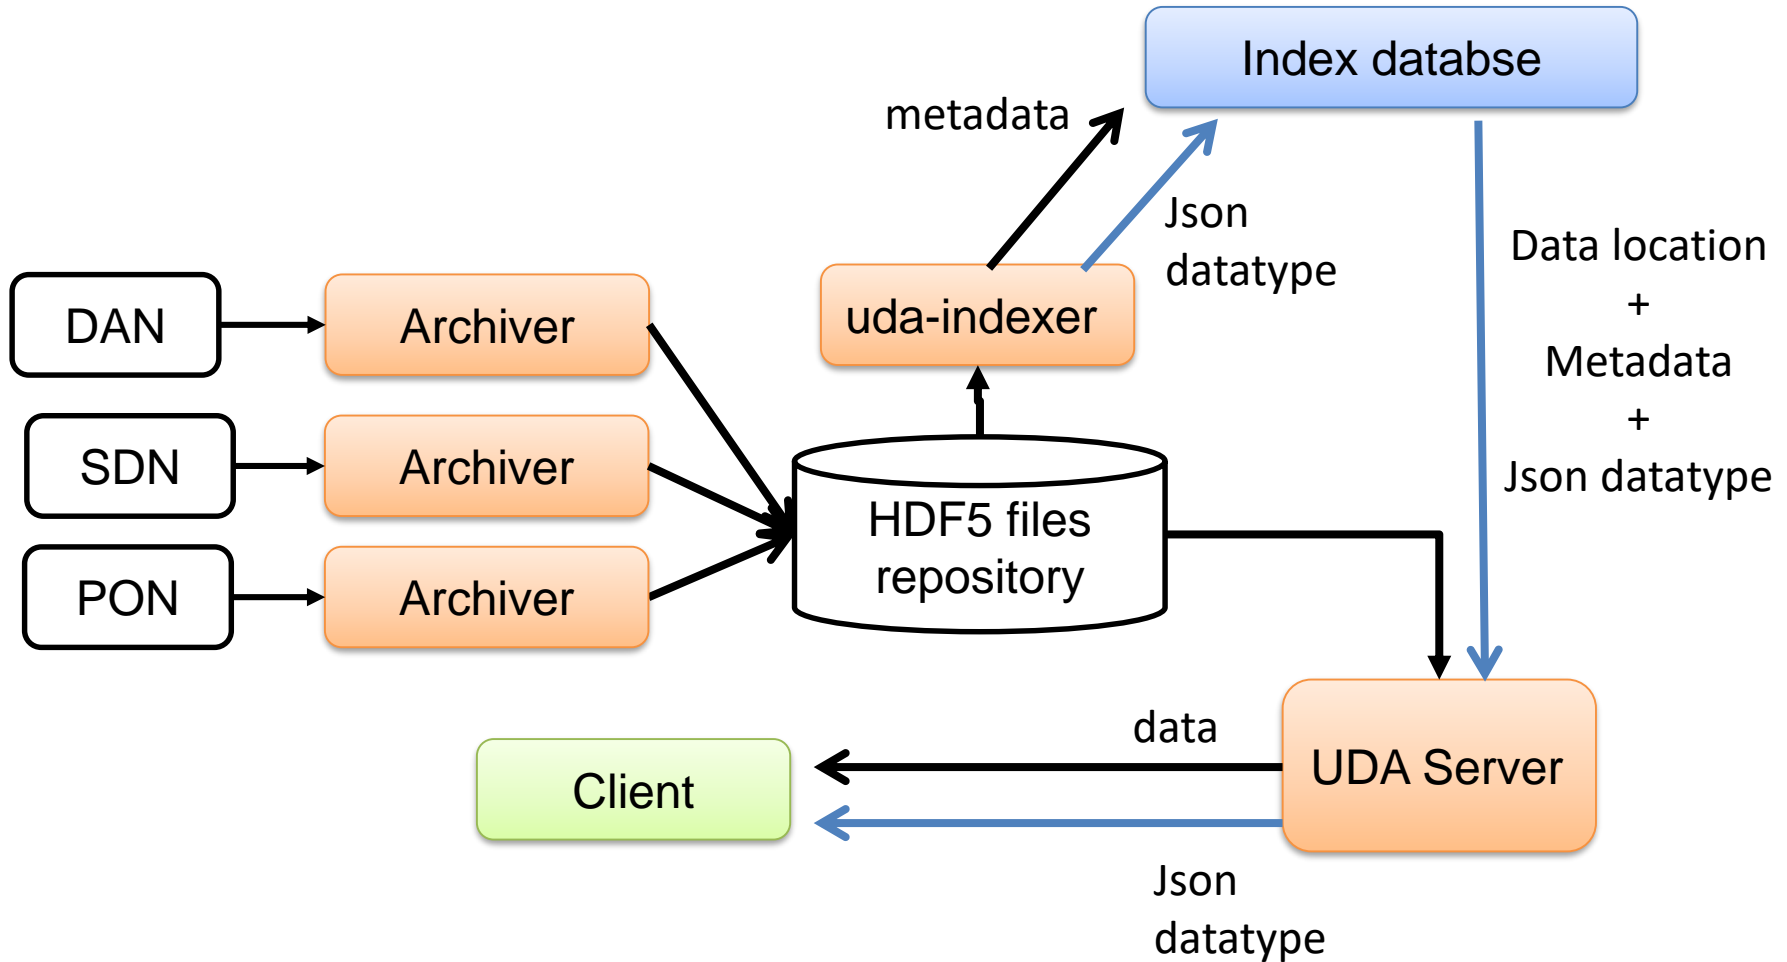 Index databse
metadata
Json
datatype
Data location
+
Metadata
+
Json datatype
uda-indexer
DAN
Archiver
SDN
Archiver
PON
Archiver
HDF5 files
repository
data
UDA Server
Client
Json
datatype